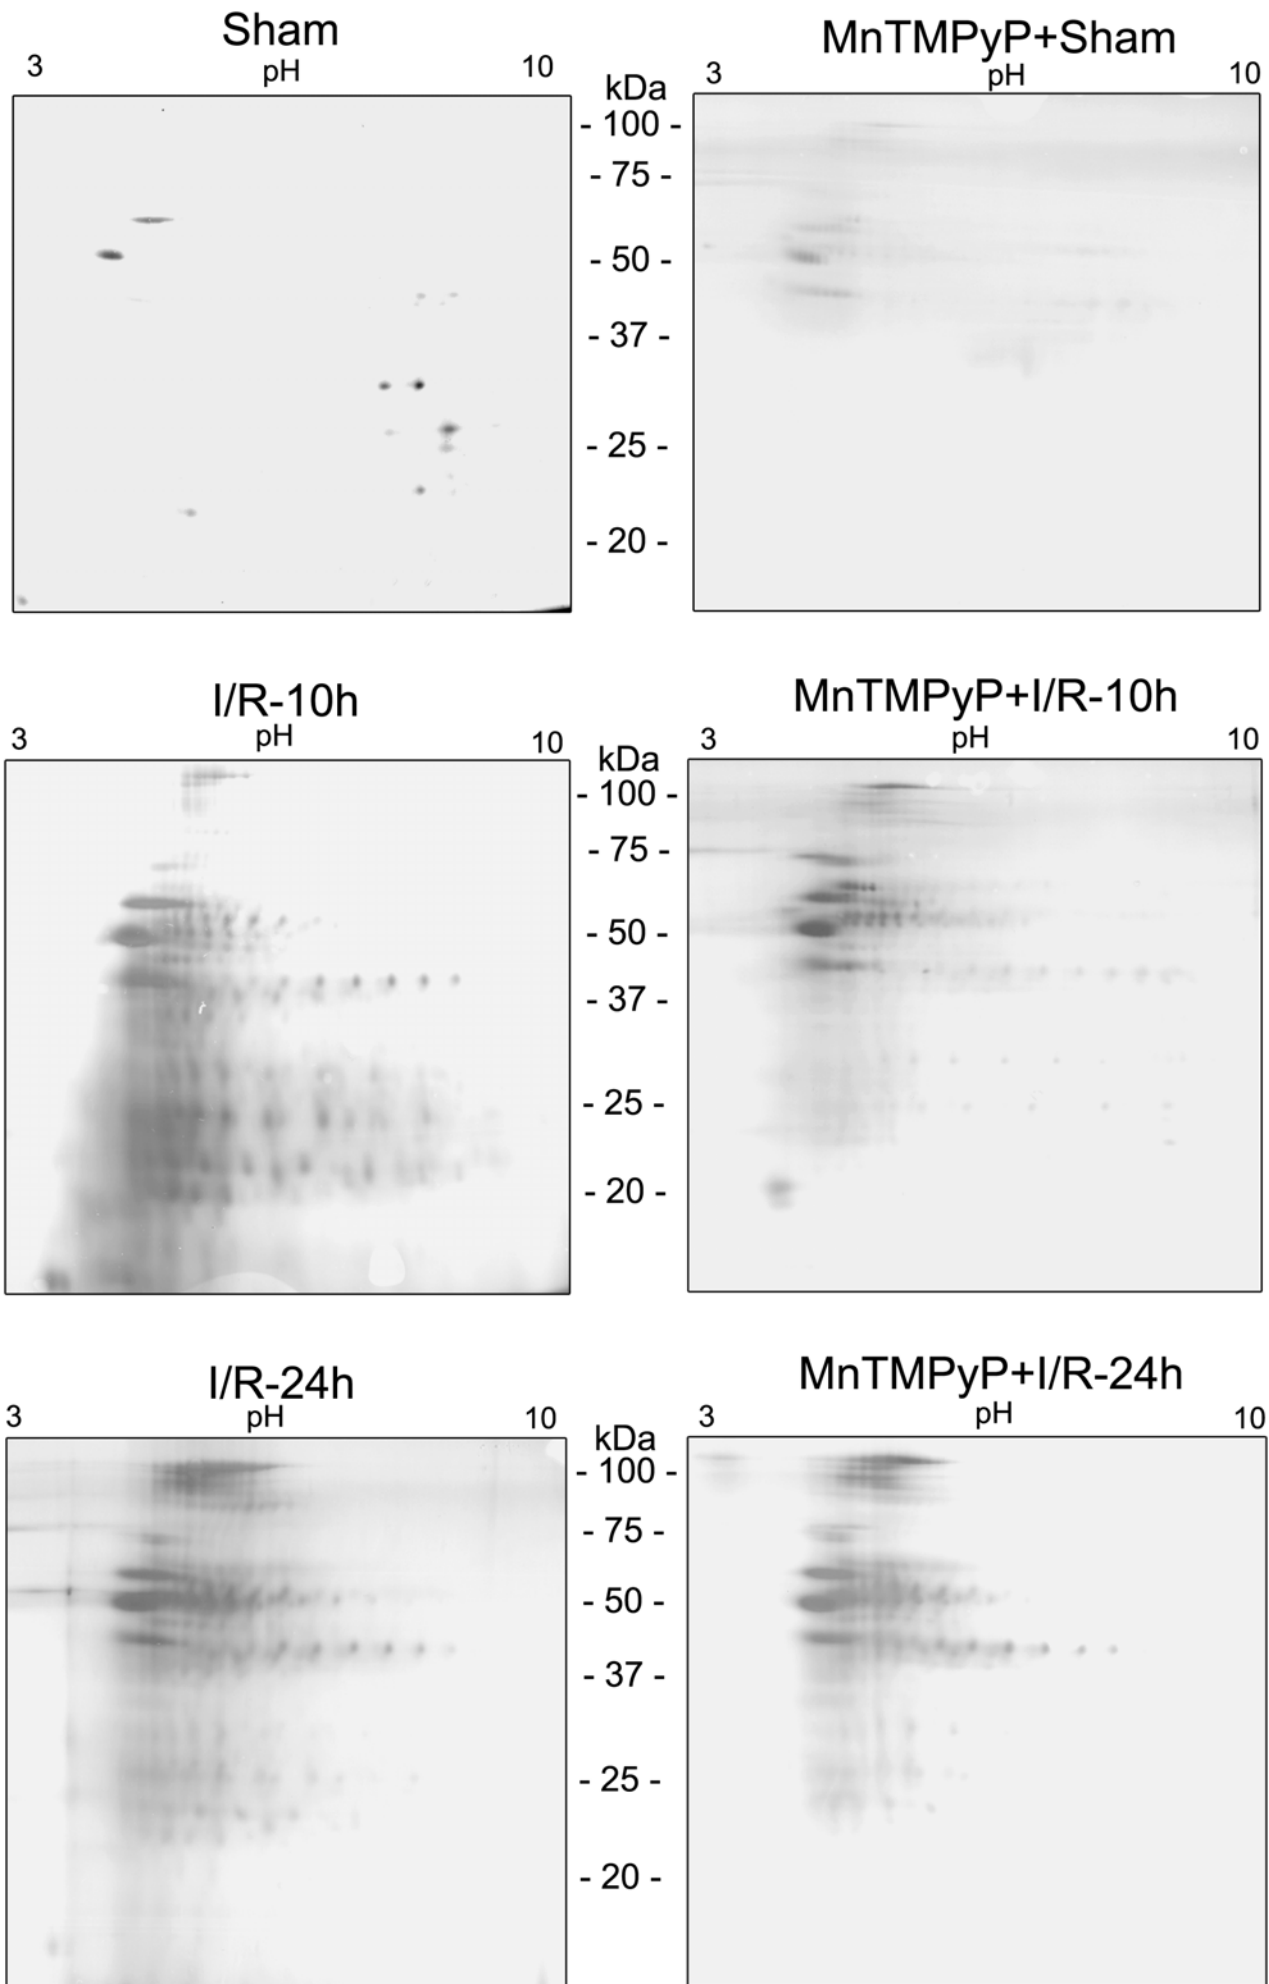 Sham
3 pH 10
MnTMPyP+Sham
3 pH 10
kDa
- 100 -
- 75 -
- 50 -
- 37 -
- 25 -
- 20 -
I/R-10h
3 pH 10
MnTMPyP+I/R-10h
3 pH 10
kDa
- 100 -
- 75 -
- 50 -
- 37 -
- 25 -
- 20 -
I/R-24h
3 pH 10
MnTMPyP+I/R-24h
3 pH 10
kDa
- 100 -
- 75 -
- 50 -
- 37 -
- 25 -
- 20 -